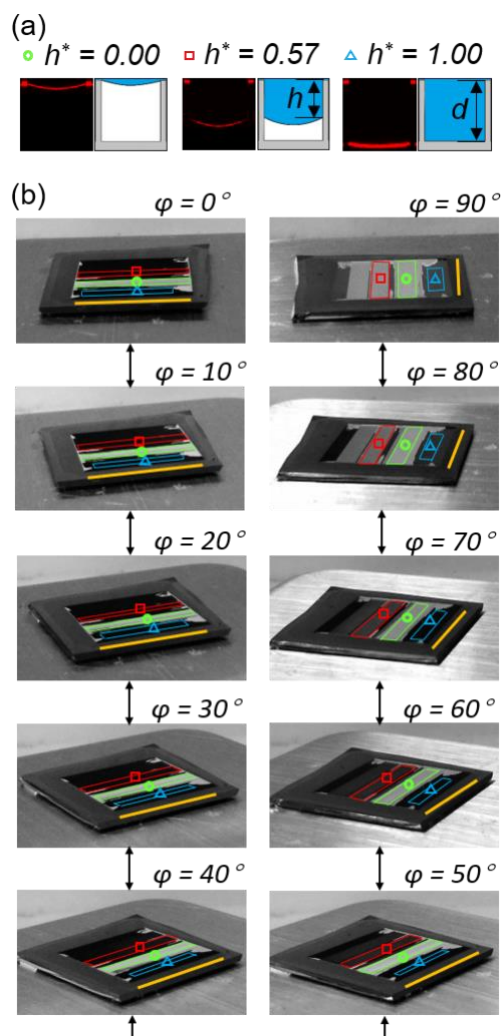 (a)
h* = 0.00 h* = 0.57 h* = 1.00
h d
(b)
φ = 0° φ = 90°
φ = 10° φ = 80°
φ = 20° φ = 70°
φ = 30° φ = 60°
φ = 40° φ = 50°